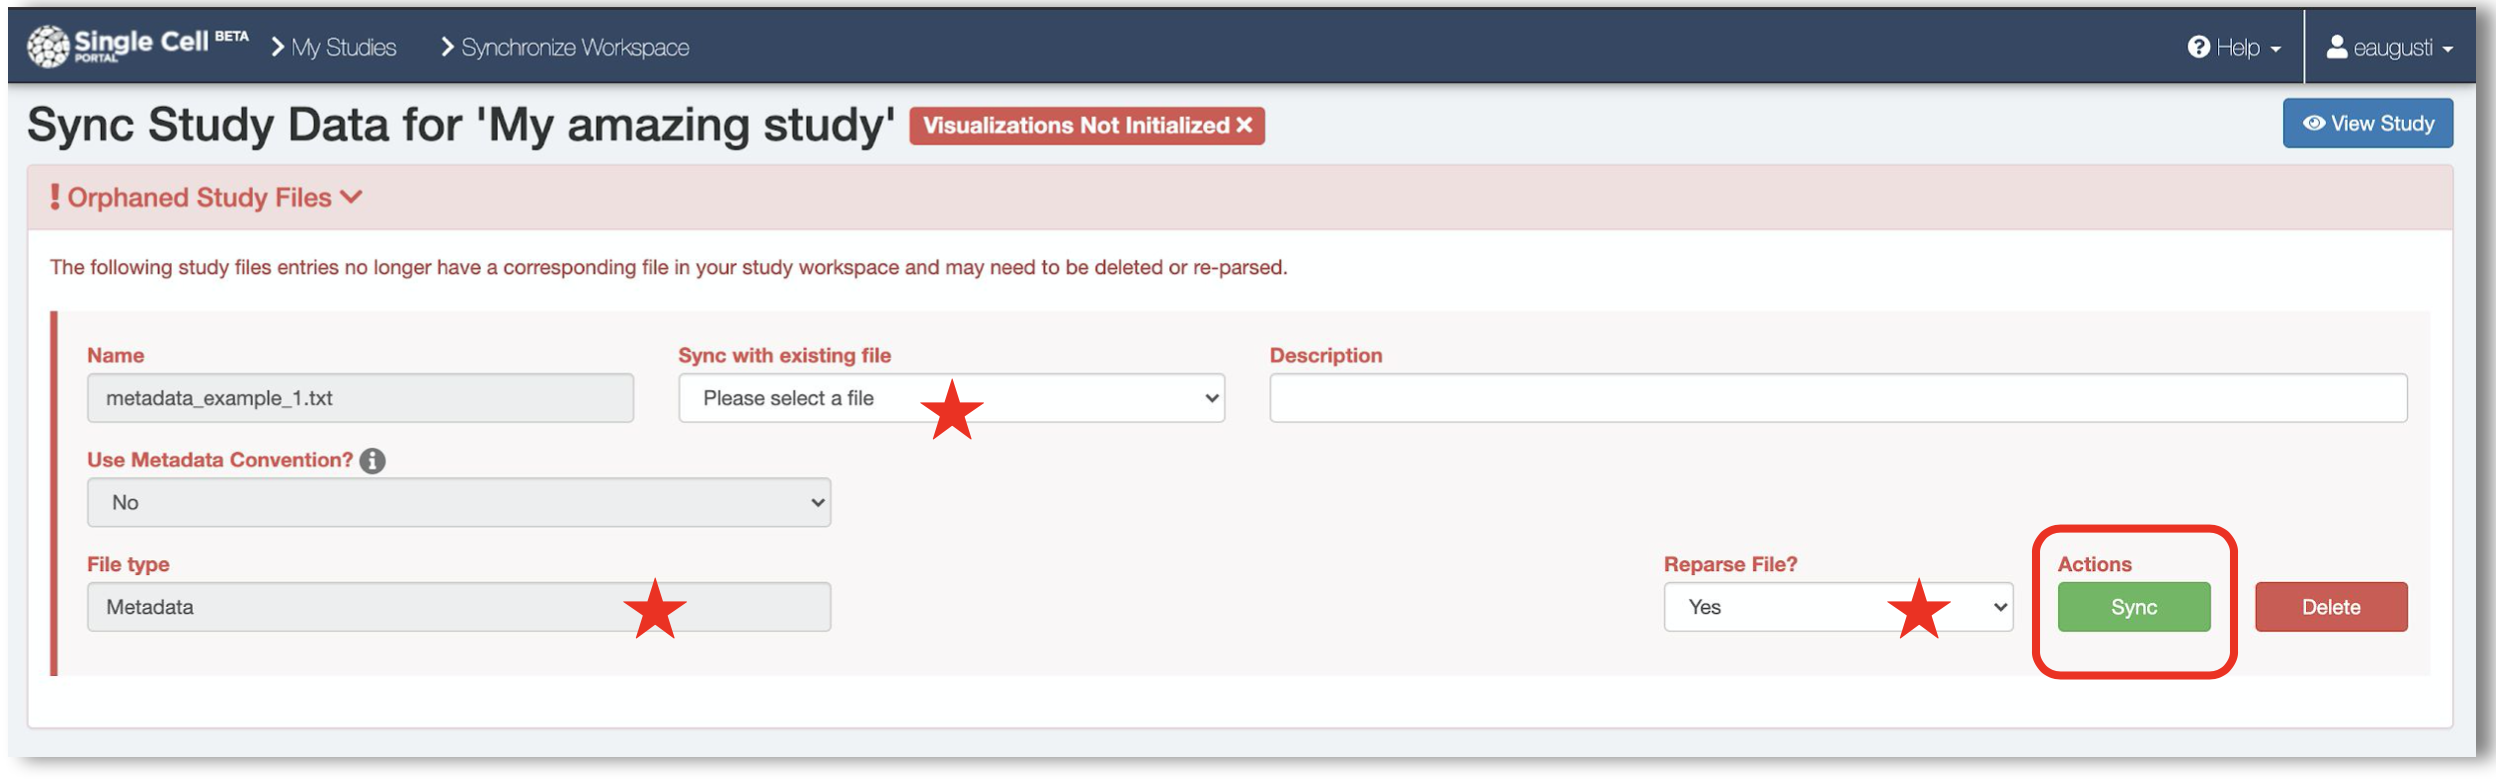 Single Cell BETA
PORTAL
My Studies
Synchronize Workspace
Help
eaugusti
Sync Study Data for 'My amazing study'
Visualizations Not Initialized
View Study
Orphaned Study Files
The following study files entries no longer have a corresponding file in your study workspace and may need to be deleted or re-parsed.
Name
Sync with existing file
Description
metadata_example_1.txt
Please select a file
Use Metadata Convention?
No
File type
Reparse File?
Actions
Metadata
Yes
Sync
Delete